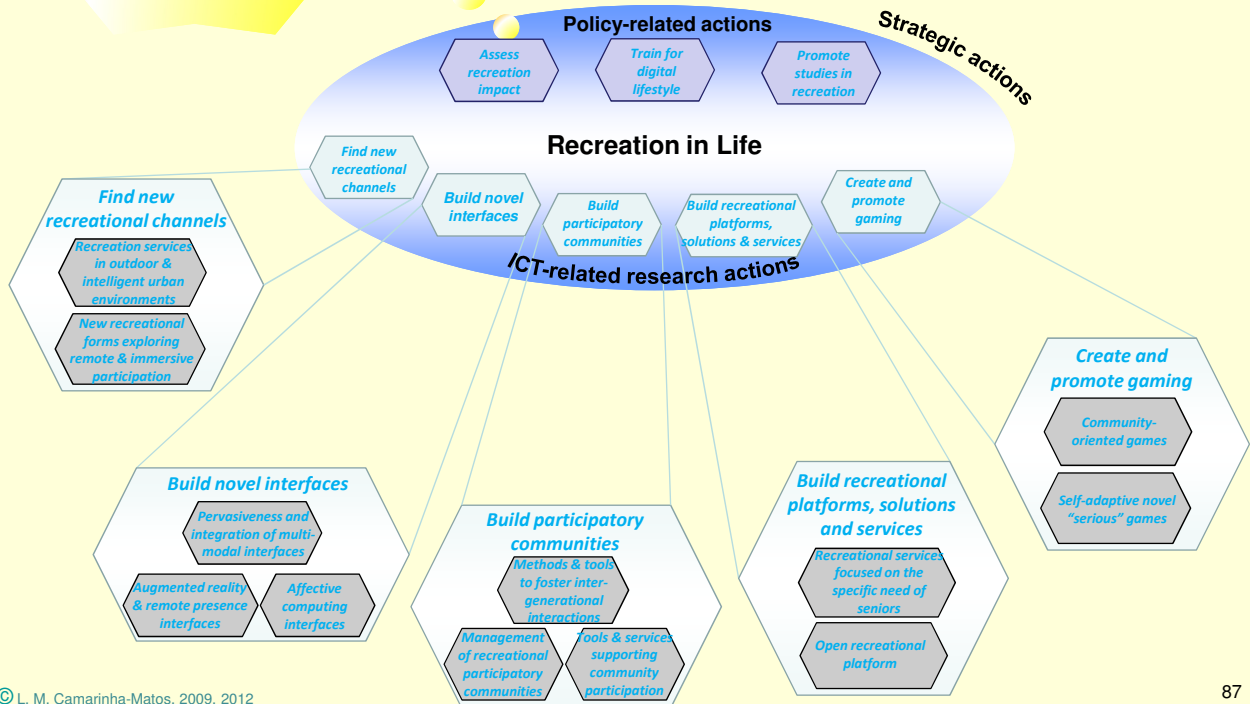 Policy-related actions
Strategic actions
Assess
recreation
impact
Train for
digital
lifestyle
Promote
studies in
recreation
Recreation in Life
Find new
recreational
channels
Build novel
interfaces
Build
participatory
communities
Build recreational
platforms,
solutions & services
Create and
promote
gaming
ICT-related research actions
Find new
recreational channels
Recreation services
in outdoor &
intelligent urban
environments
New recreational
forms exploring
remote & immersive
participation
Build novel interfaces
Pervasiveness and
integration of multi-
modal interfaces
Augmented reality
& remote presence
interfaces
Affective
computing
interfaces
Build participatory
communities
Methods & tools
to foster inter-
generational
interactions
Management
of recreational
participatory
communities
Tools & services
supporting
community
participation
Build recreational
platforms, solutions
and services
Recreational services
focused on the
specific need of
seniors
Open recreational
platform
Create and
promote gaming
Community-
oriented games
Self-adaptive novel
“serious” games
© L. M. Camarinha-Matos, 2009, 2012
87